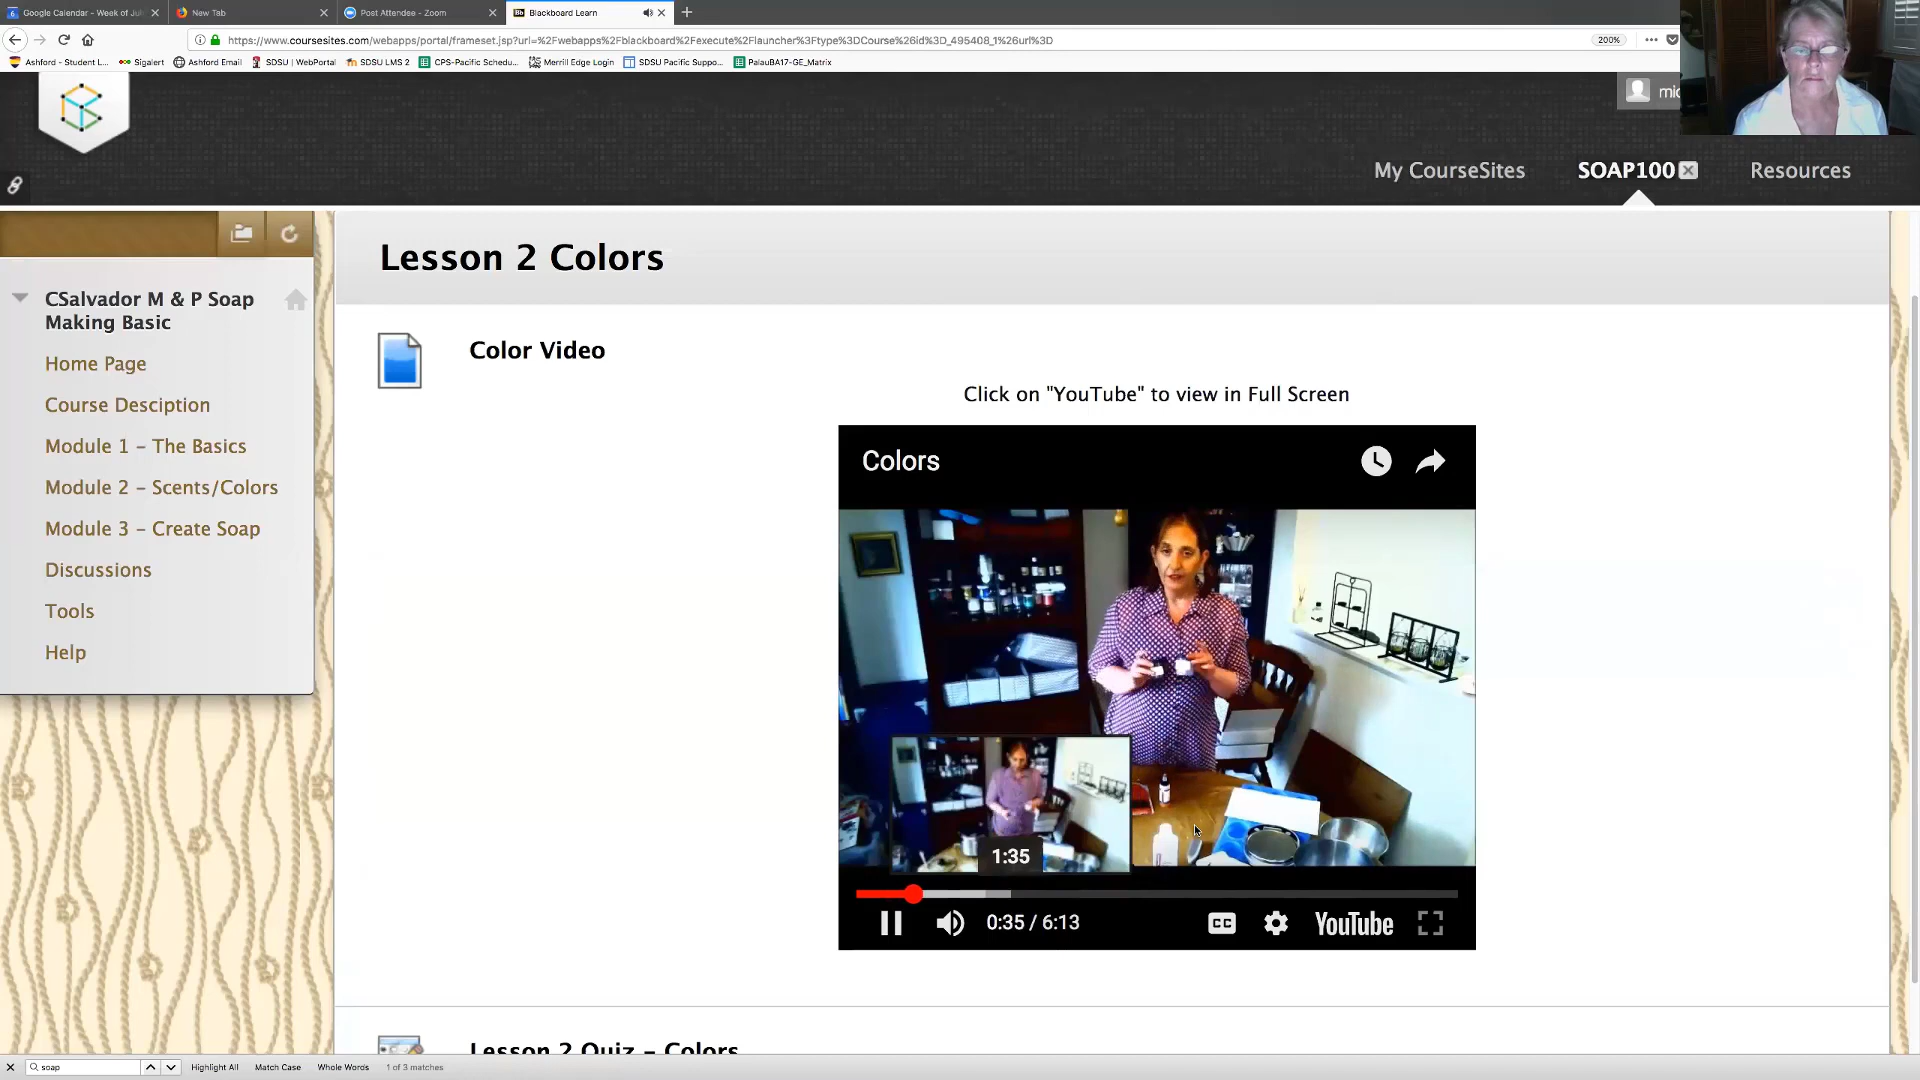 Google Calendar - Week of Jul
New Tab
Post Attendee - Zoom
Blackboard Learn
https://www.coursesites.com/webapps/portal/frameset.jsp?url=%2Fwebapps%2Fblackboard%2Fexecute%2Flauncher%3Ftype%3DCourse%26id%3D_495408_1%26url%3D
200%
Ashford - Student L...
Sigalert
Ashford Email
SDSU | WebPortal
SDSU LMS 2
CPS-Pacific Schedu...
Merrill Edge Login
SDSU Pacific Suppo...
PalauBA17-GE_Matrix
My CourseSites
SOAP100
Resources
CSalvador M & P Soap
Making Basic
Home Page
Course Desciption
Module 1 - The Basics
Module 2 - Scents/Colors
Module 3 - Create Soap
Discussions
Tools
Help
Lesson 2 Colors
Color Video
Click on "YouTube" to view in Full Screen
Colors
1:35
0:35 / 6:13
CC
YouTube
Lesson 2 Quiz - Colors
soap
Highlight All
Match Case
Whole Words
1 of 3 matches